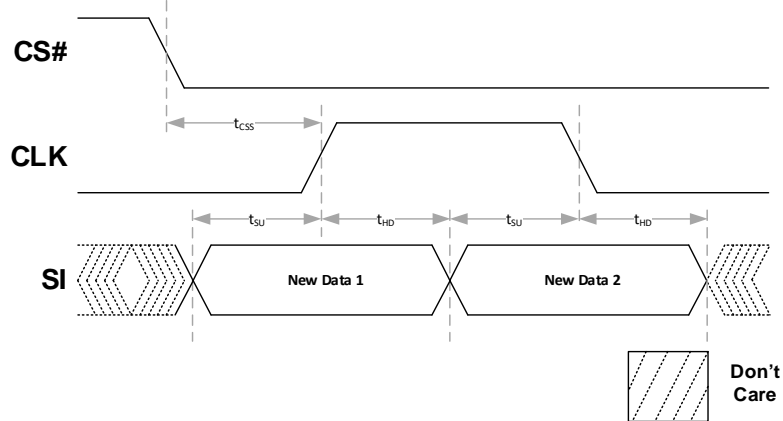 CS#
tCSS
CLK
tSU tHD tSU tHD
SI
New Data 1 New Data 2
Don't
Care